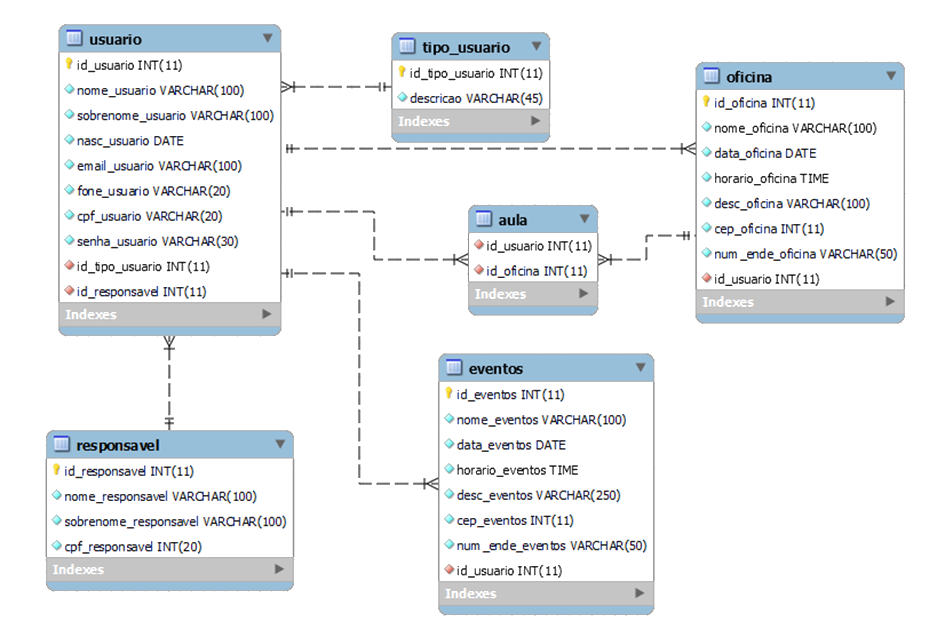 usuario
id_usuario INT(11)
nome_usuario VARCHAR(100)
sobrenome_usuario VARCHAR(100)
nasc_usuario DATE
email_usuario VARCHAR(100)
fone_usuario VARCHAR(20)
cpf_usuario VARCHAR(20)
senha_usuario VARCHAR(30)
id_tipo_usuario INT(11)
id_responsavel INT(11)
Indexes
tipo_usuario
id_tipo_usuario INT(11)
descricao VARCHAR(45)
Indexes
oficina
id_oficina INT(11)
nome_oficina VARCHAR(100)
data_oficina DATE
horario_oficina TIME
desc_oficina VARCHAR(100)
cep_oficina INT(11)
num_ende_oficina VARCHAR(50)
id_usuario INT(11)
Indexes
aula
id_usuario INT(11)
id_oficina INT(11)
Indexes
responsavel
id_responsavel INT(11)
nome_responsavel VARCHAR(100)
sobrenome_responsavel VARCHAR(100)
cpf_responsavel INT(20)
Indexes
eventos
id_eventos INT(11)
nome_eventos VARCHAR(100)
data_eventos DATE
horario_eventos TIME
desc_eventos VARCHAR(250)
cep_eventos INT(11)
num_ende_eventos VARCHAR(50)
id_usuario INT(11)
Indexes